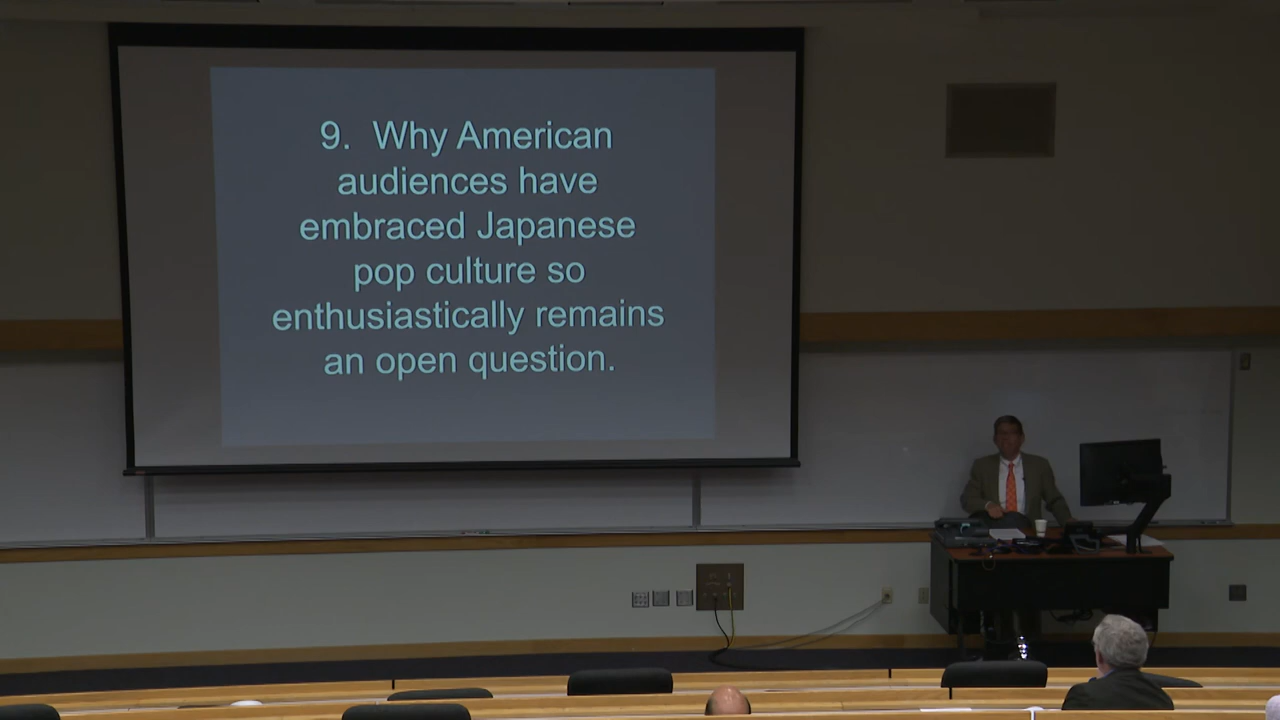 9. Why American
audiences have
embraced Japanese
pop culture so
enthusiastically remains
an open question.